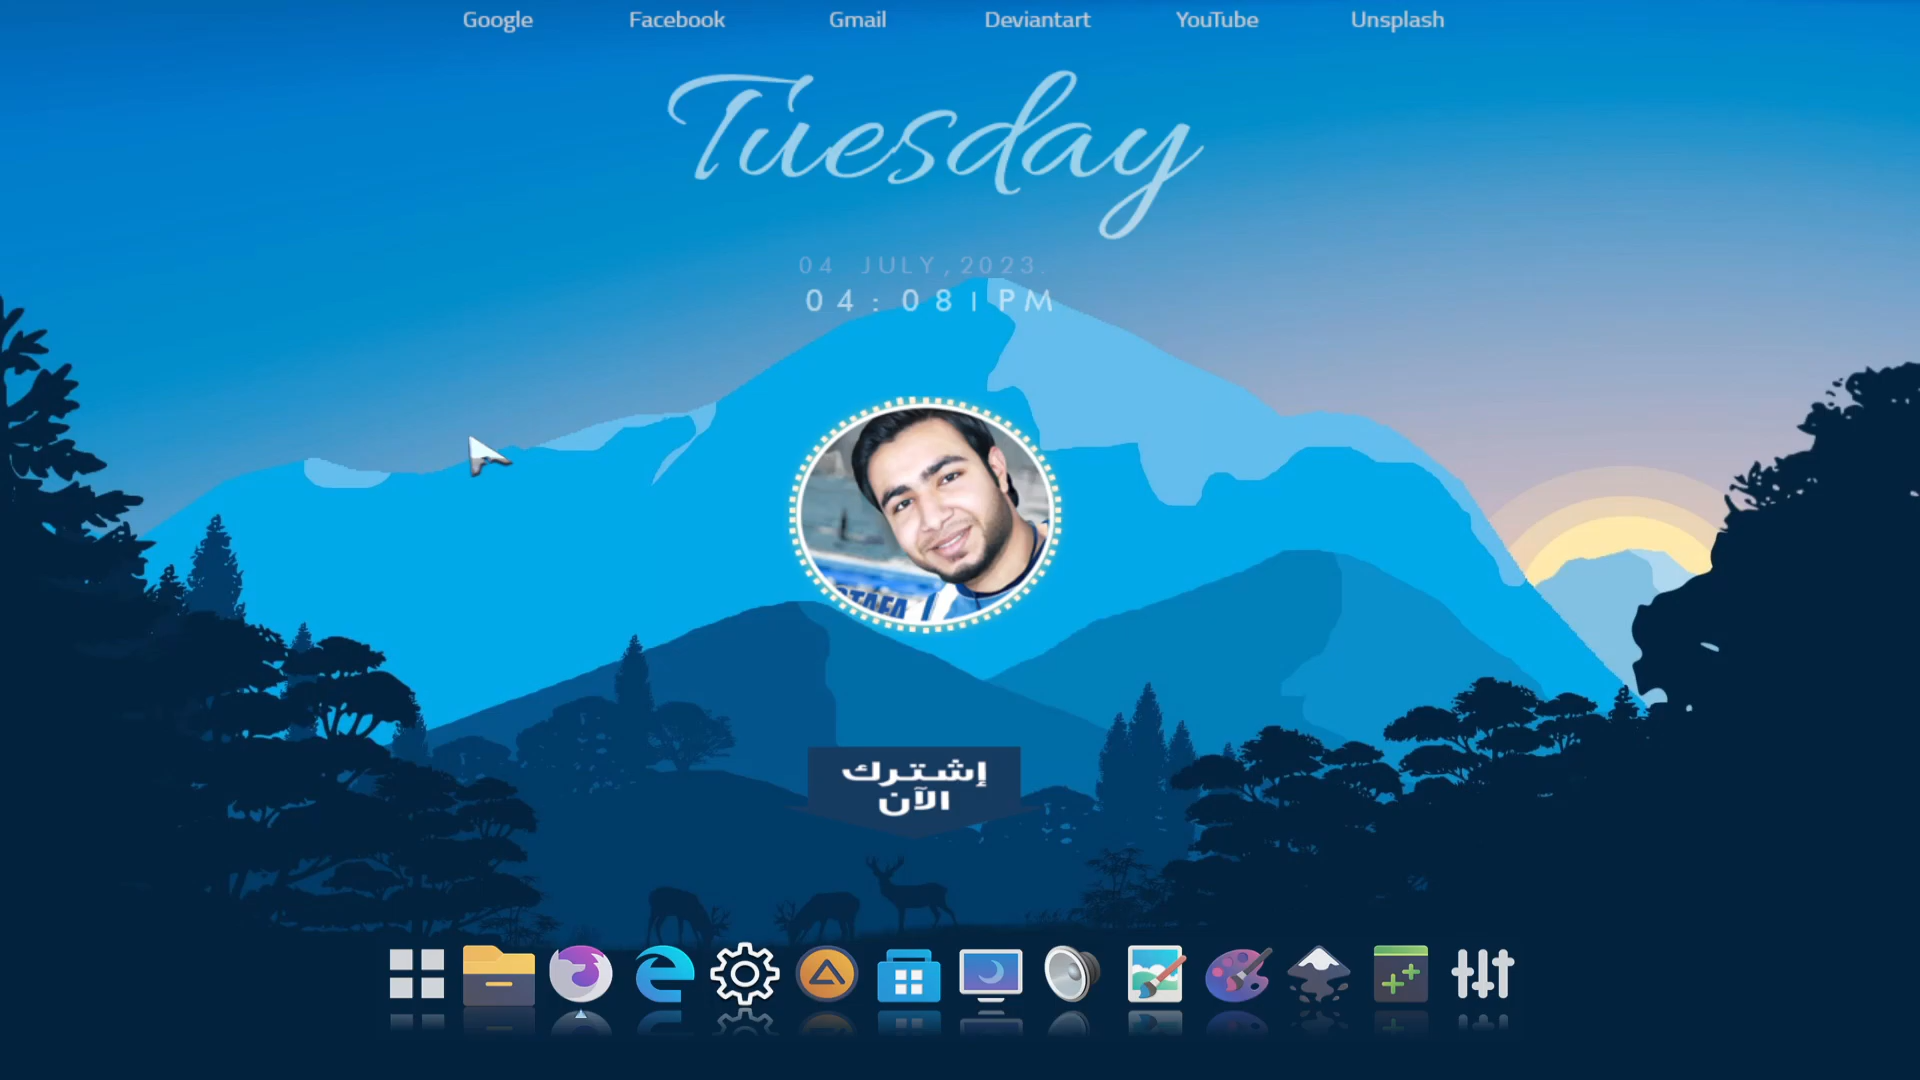 Google Facebook Gmail Deviantart YouTube Unsplash
Tuesday
04 JULY,2023.
04:08|PM
إشترك
الآن